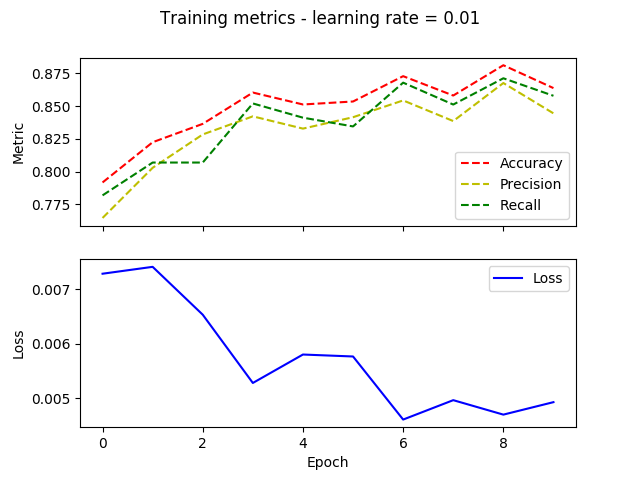 Training metrics - learning rate = 0.01
0.875
0.850
0.825
0.800
0.775
Metric
Accuracy
Precision
Recall
0.007
0.006
0.005
Loss
Loss
0 2 4 6 8
Epoch